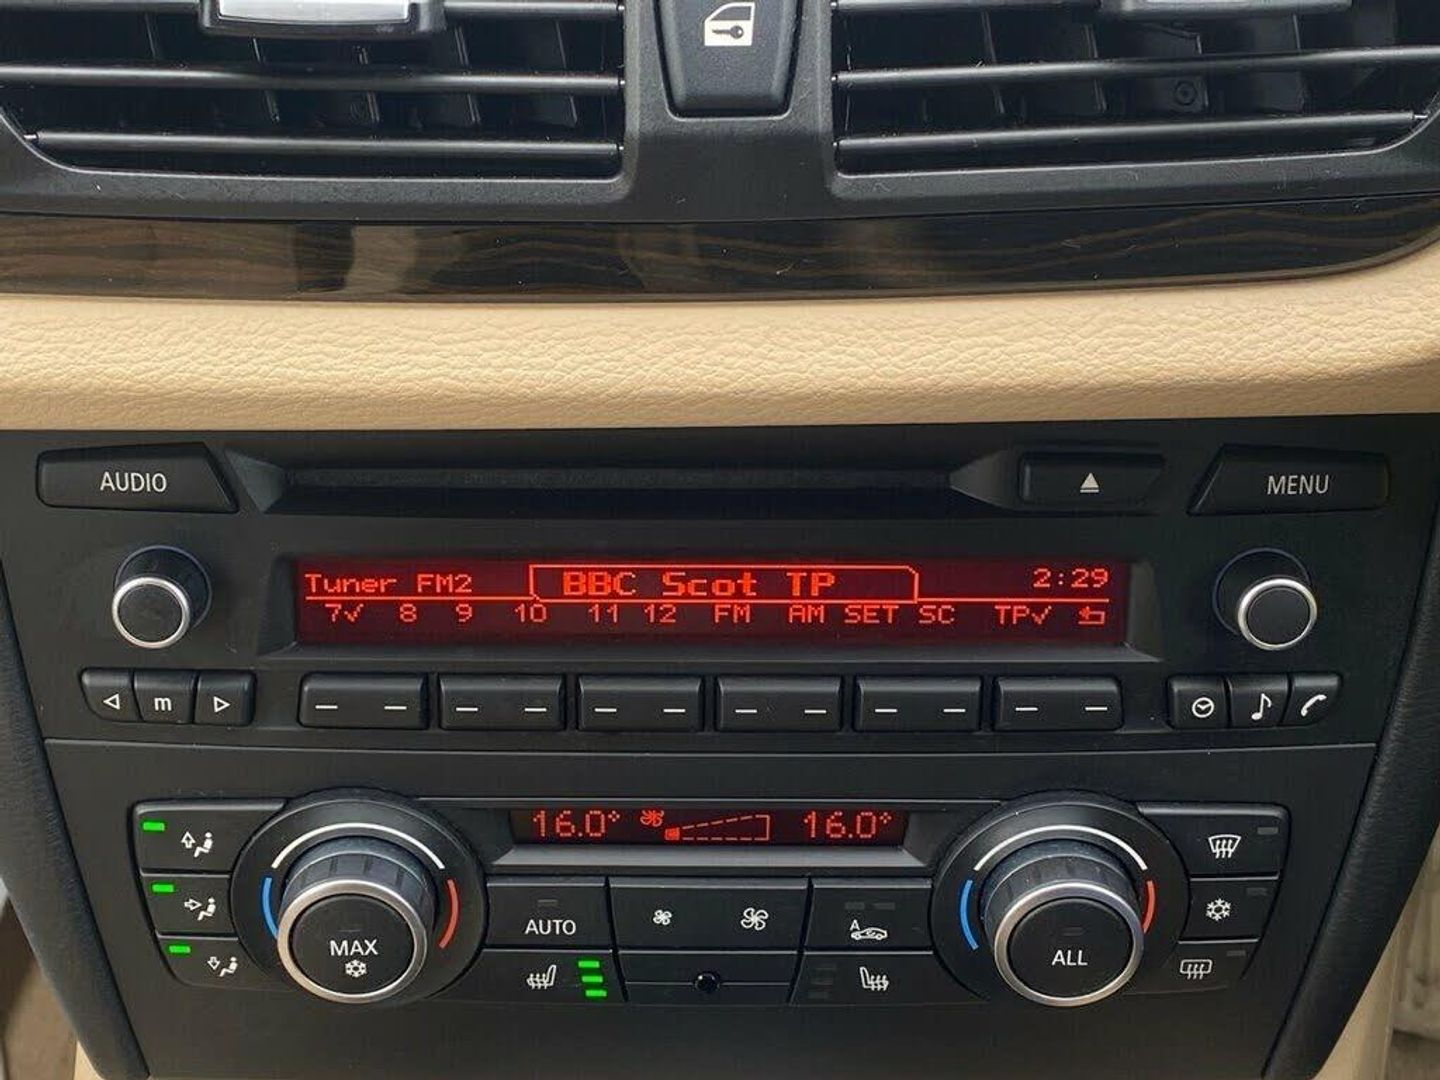 AUDIO
MENU
Tuner FM2 BBC Scot TP 2:29
7✓ 8 9 10 11 12 FM AM SET SC TP✓
m
16.0° 16.0°
AUTO
A
MAX
ALL